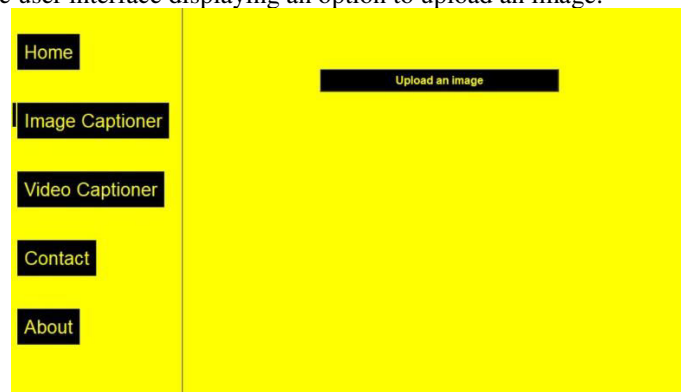 user interface displaying an option to upload an image.
Home
Upload an image
Image Captioner
Video Captioner
Contact
About